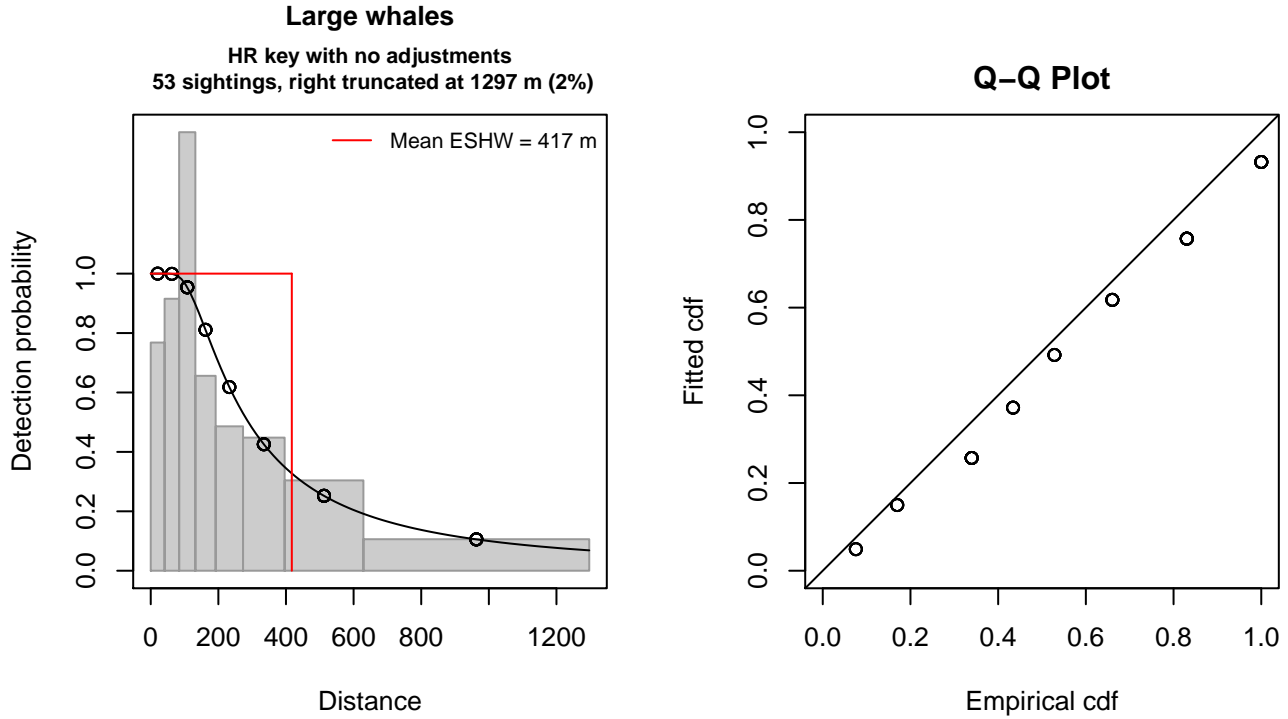 Large whales
HR key with no adjustments
53 sightings, right truncated at 1297 m (2%)
Mean ESHW = 417 m
Detection probability
0.0 0.2 0.4 0.6 0.8 1.0
0 200 400 600 800 1200
Distance
Q−Q Plot
Fitted cdf
0.0 0.2 0.4 0.6 0.8 1.0
0.0 0.2 0.4 0.6 0.8 1.0
Empirical cdf